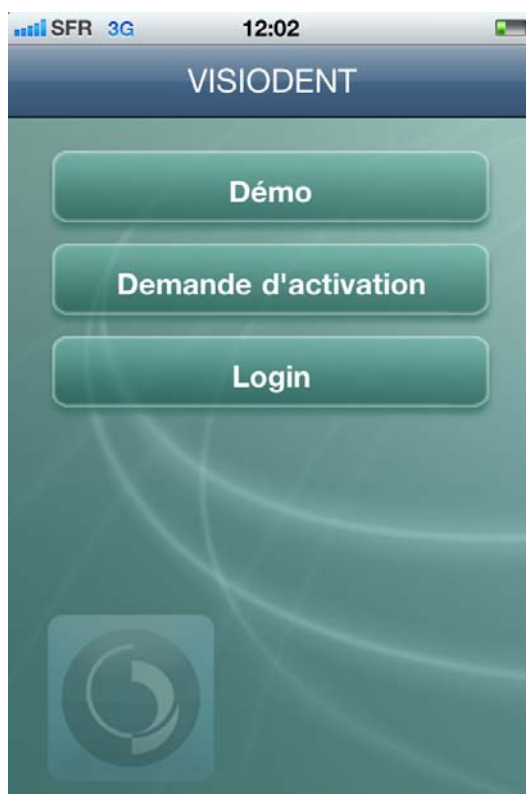 SFR 3G 12:02
VISIODENT
Démo
Demande d'activation
Login